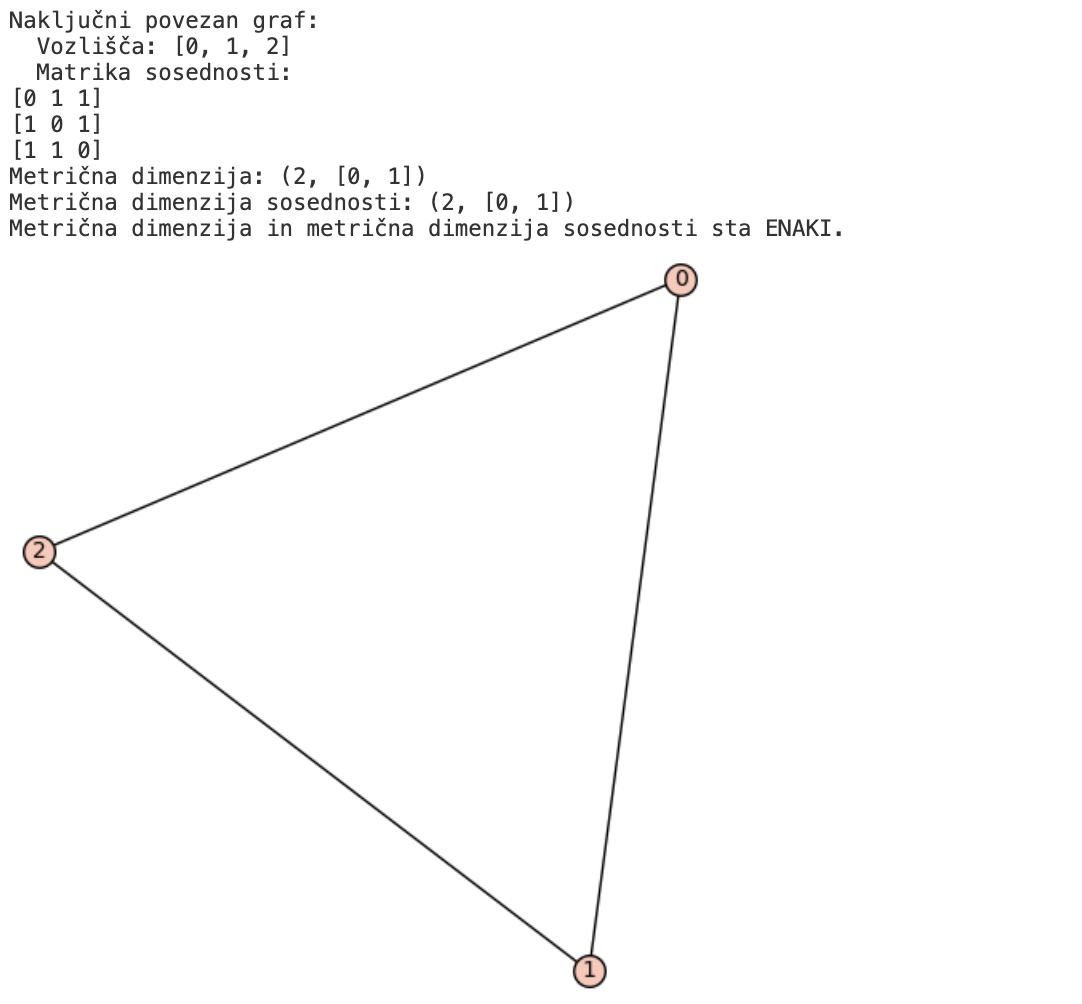 Naključni povezan graf:
  Vozlišča: [0, 1, 2]
  Matrika sosednosti:
[0 1 1]
[1 0 1]
[1 1 0]
Metrična dimenzija: (2, [0, 1])
Metrična dimenzija sosednosti: (2, [0, 1])
Metrična dimenzija in metrična dimenzija sosednosti sta ENAKI.
0
2
1